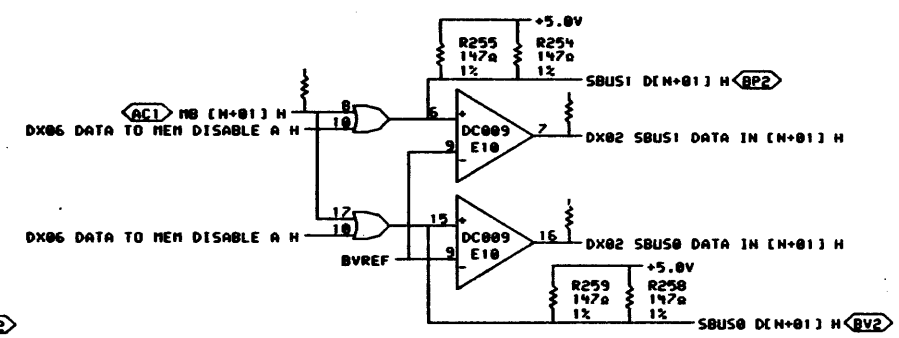 +5.0V
R255 R254
147Ω 147Ω
1% 1%
SBUS1 D[N+01] H BP2
AC1 MB [N+01] H 8
DX06 DATA TO MEM DISABLE A H 10
6 + DC009 7 DX02 SBUS1 DATA IN [N+01] H
9 - E10
17
DX06 DATA TO MEM DISABLE A H 10
15 + DC009 16 DX02 SBUS0 DATA IN [N+01] H
BVREF 9 - E10
+5.0V
R259 R258
147Ω 147Ω
1% 1%
SBUS0 D[N+01] H BV2